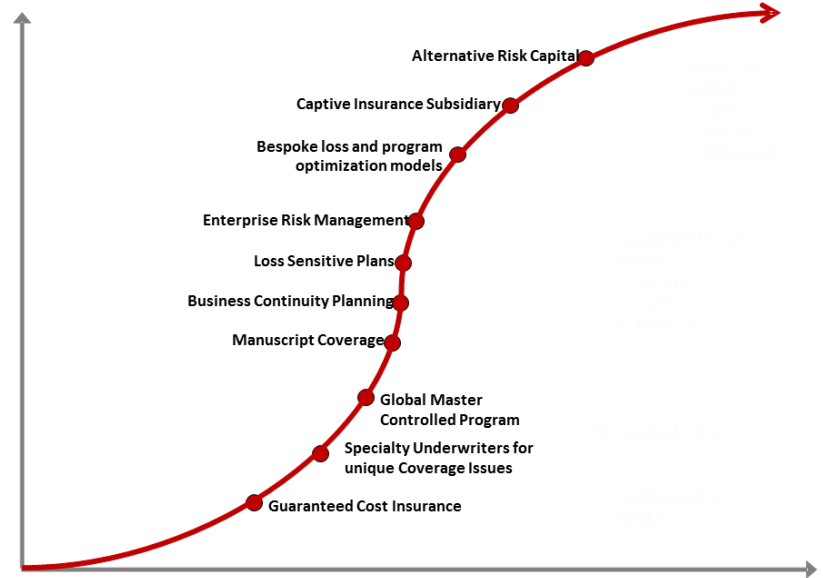 Alternative Risk Capital
Captive Insurance Subsidiary
Bespoke loss and program
optimization models
Enterprise Risk Management
Loss Sensitive Plans
Business Continuity Planning
Manuscript Coverage
Global Master
Controlled Program
Specialty Underwriters for
unique Coverage Issues
Guaranteed Cost Insurance